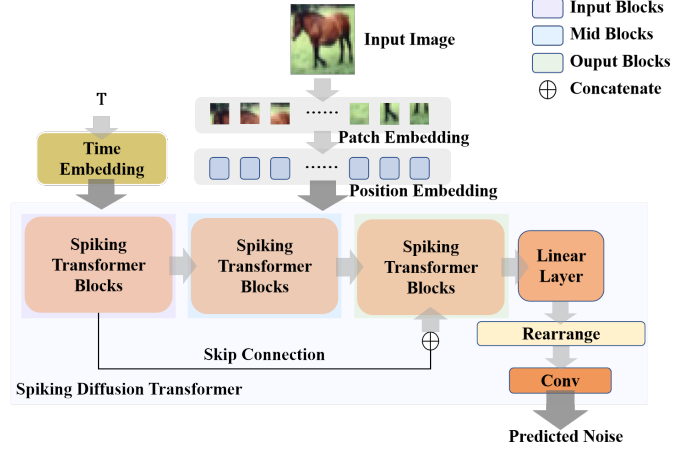 Input Blocks
Mid Blocks
Ouput Blocks
Concatenate
Input Image
T
······
Patch Embedding
Time
Embedding
······
Position Embedding
Spiking
Transformer
Blocks
Spiking
Transformer
Blocks
Spiking
Transformer
Blocks
Linear
Layer
Rearrange
Skip Connection
Conv
Spiking Diffusion Transformer
Predicted Noise